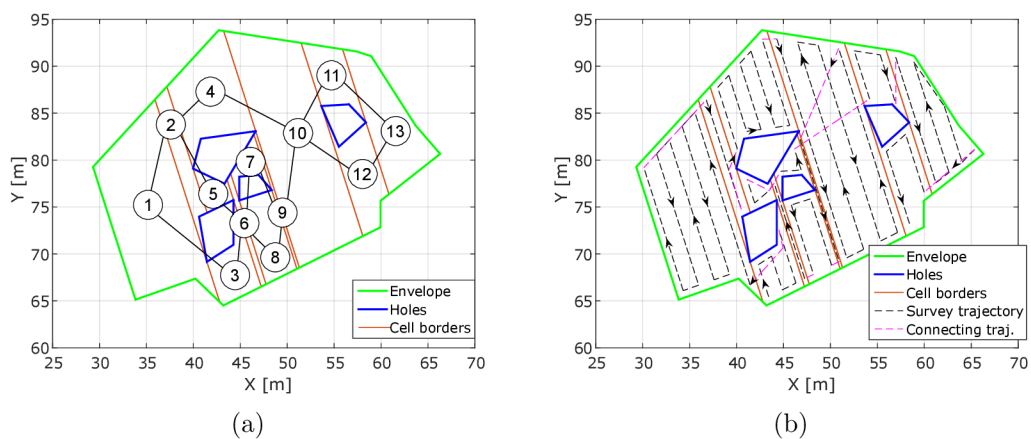 95
90
85
80
75
70
65
60
Y [m]
25 30 35 40 45 50 55 60 65 70
X [m]
1
2
3
4
5
6
7
8
9
10
11
12
13
Envelope
Holes
Cell borders
(a)
95
90
85
80
75
70
65
60
Y [m]
25 30 35 40 45 50 55 60 65 70
X [m]
Envelope
Holes
Cell borders
Survey trajectory
Connecting traj.
(b)